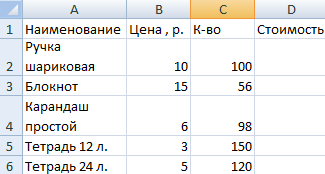 A B C D
1 Наименование Цена , р. К-во Стоимость
Ручка
2 шариковая 10 100
3 Блокнот 15 56
Карандаш
4 простой 6 98
5 Тетрадь 12 л. 3 150
6 Тетрадь 24 л. 5 120